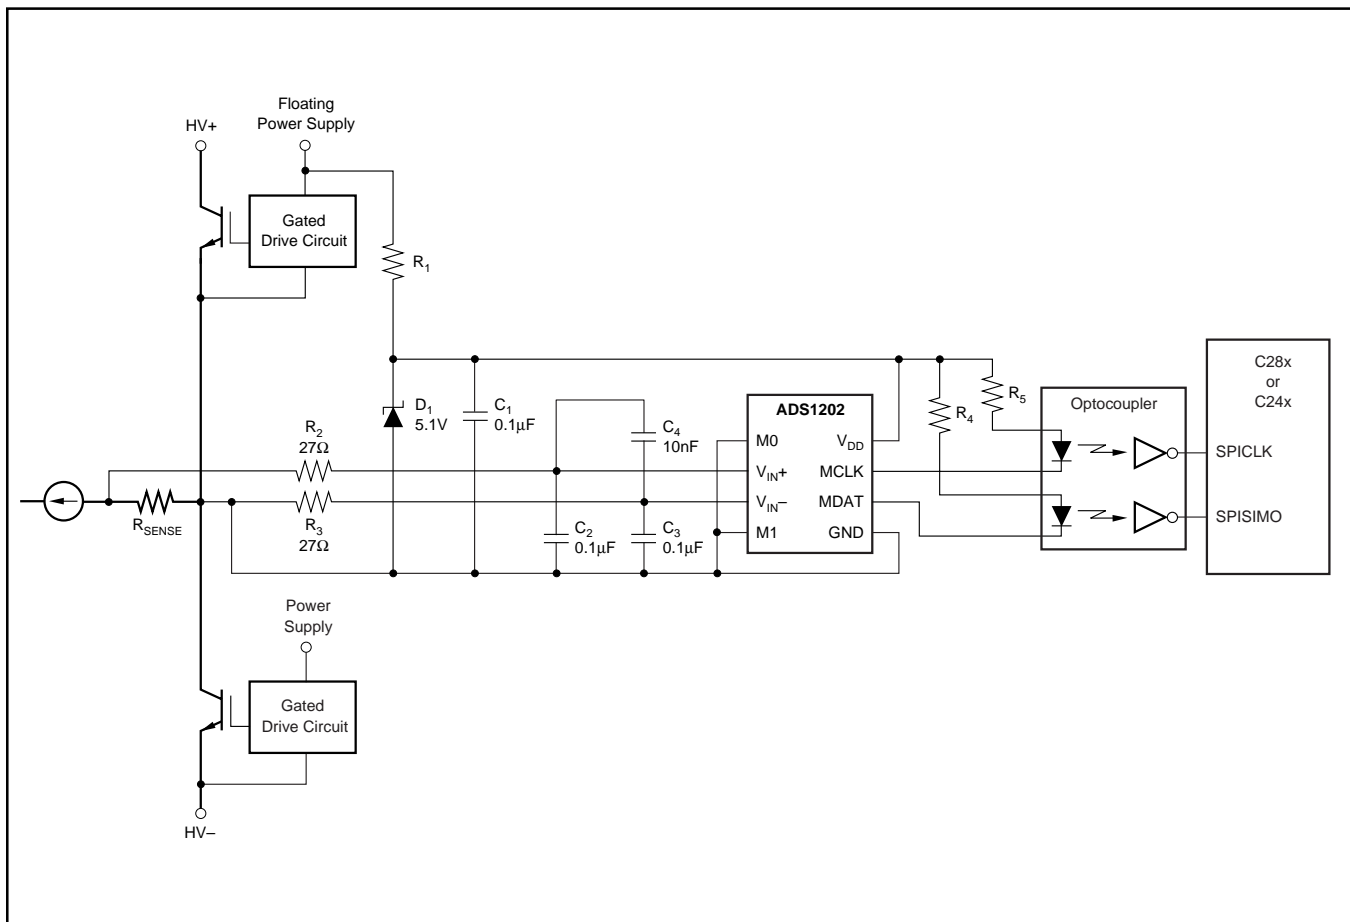 Floating
Power Supply
HV+
Gated
Drive Circuit
R1
D1
5.1V
C1
0.1µF
R2
27Ω
R3
27Ω
RSENSE
C4
10nF
C2
0.1µF
C3
0.1µF
ADS1202
M0
VIN+
VIN–
M1
VDD
MCLK
MDAT
GND
R4
R5
Optocoupler
C28x
or
C24x
SPICLK
SPISIMO
Power
Supply
Gated
Drive Circuit
HV–